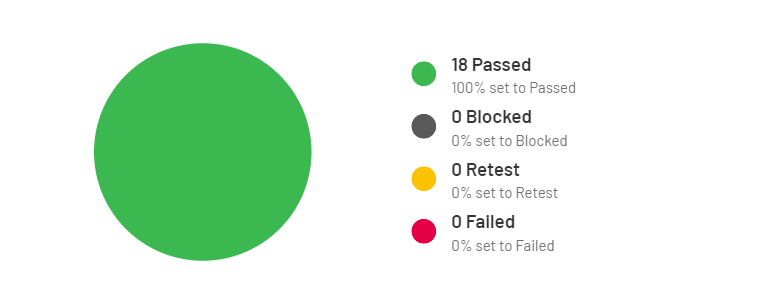 18 Passed
100% set to Passed
0 Blocked
0% set to Blocked
0 Retest
0% set to Retest
0 Failed
0% set to Failed